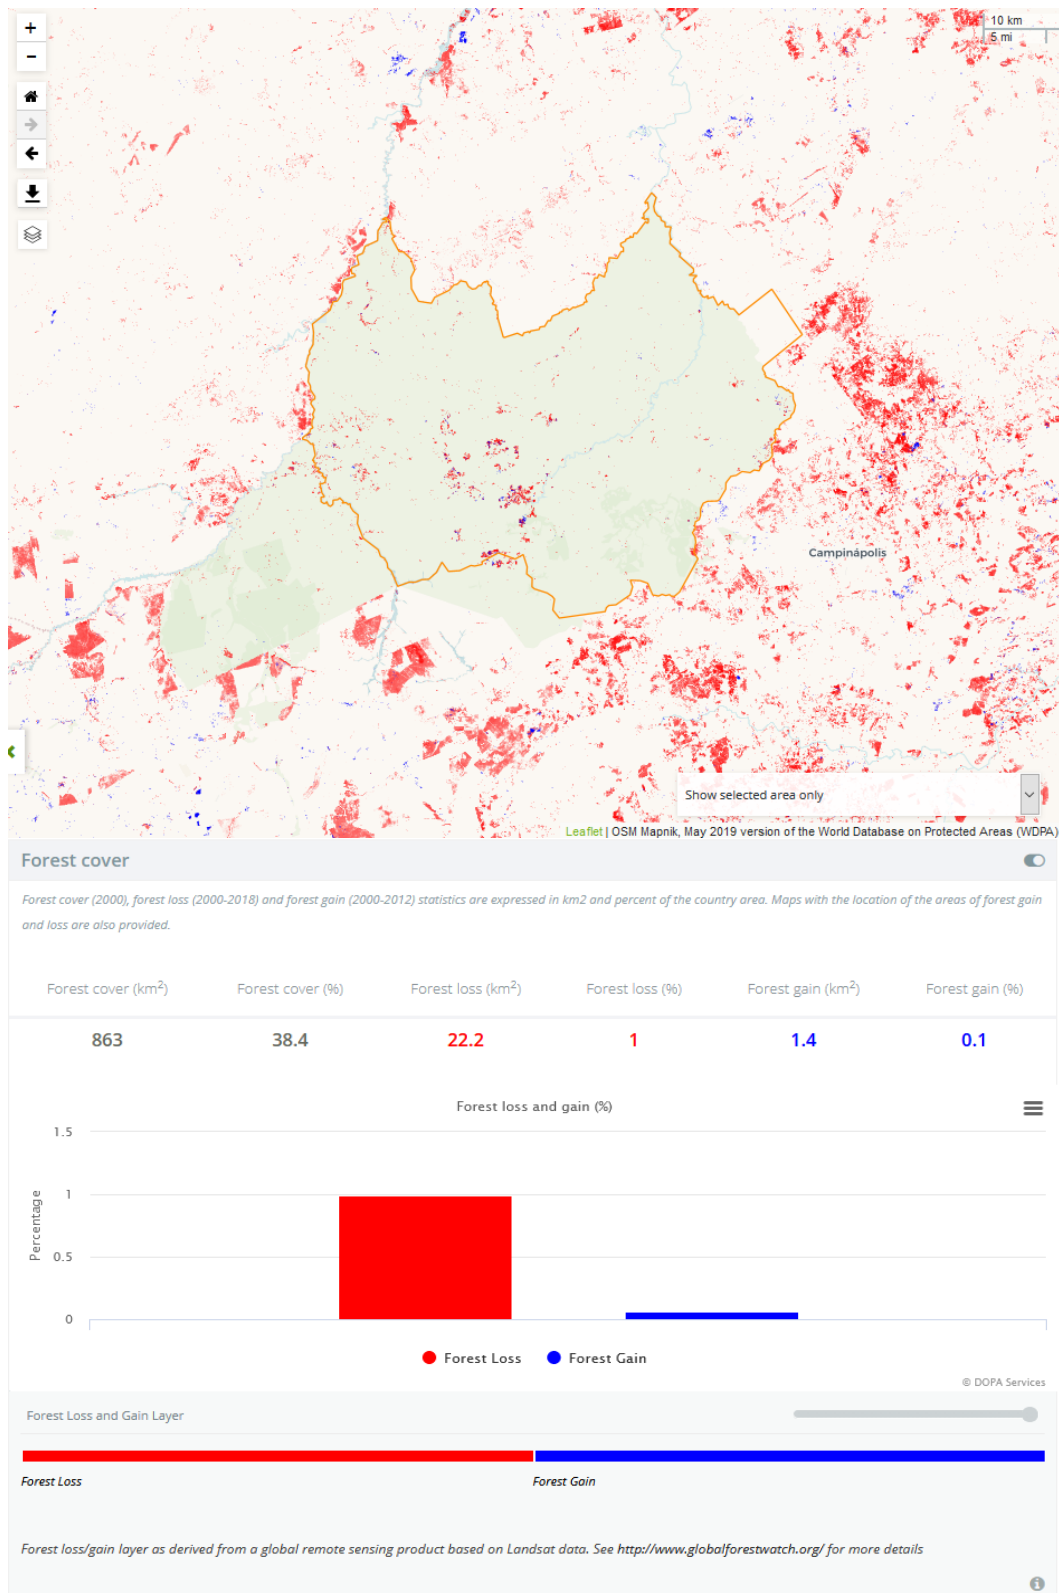 +
−
10 km
5 mi
Campinápolis
Show selected area only
Leaflet | OSM Mapnik, May 2019 version of the World Database on Protected Areas (WDPA)
Forest cover
Forest cover (2000), forest loss (2000-2018) and forest gain (2000-2012) statistics are expressed in km2 and percent of the country area. Maps with the location of the areas of forest gain
and loss are also provided.
Forest cover (km²) Forest cover (%) Forest loss (km²) Forest loss (%) Forest gain (km²) Forest gain (%)
863 38.4 22.2 1 1.4 0.1
Forest loss and gain (%)
1.5
1
0.5
0
Percentage
Forest Loss Forest Gain
© DOPA Services
Forest Loss and Gain Layer
Forest Loss Forest Gain
Forest loss/gain layer as derived from a global remote sensing product based on Landsat data. See http://www.globalforestwatch.org/ for more details